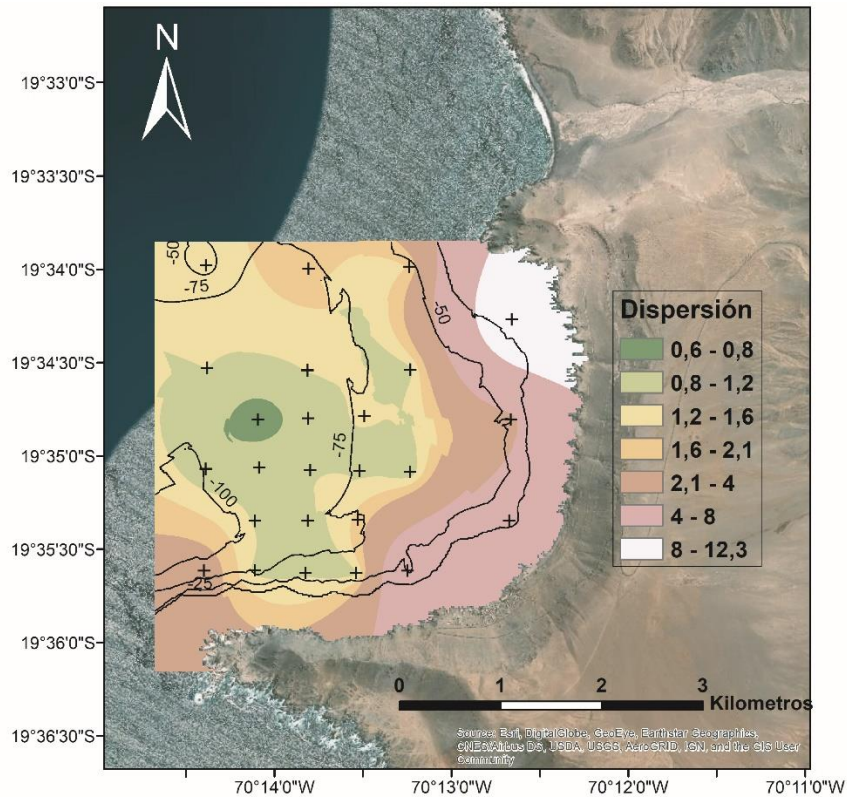 N
19°33'0"S
19°33'30"S
19°34'0"S
19°34'30"S
19°35'0"S
19°35'30"S
19°36'0"S
19°36'30"S
-50
-75
-50
-75
-100
-25
Dispersión
0,6 - 0,8
0,8 - 1,2
1,2 - 1,6
1,6 - 2,1
2,1 - 4
4 - 8
8 - 12,3
0 1 2 3
Kilometros
Source: Esri, DigitalGlobe, GeoEye, Earthstar Geographics,
CNES/Airbus DS, USDA, USGS, AeroGRID, IGN, and the GIS User
Community
70°14'0"W 70°13'0"W 70°12'0"W 70°11'0"W